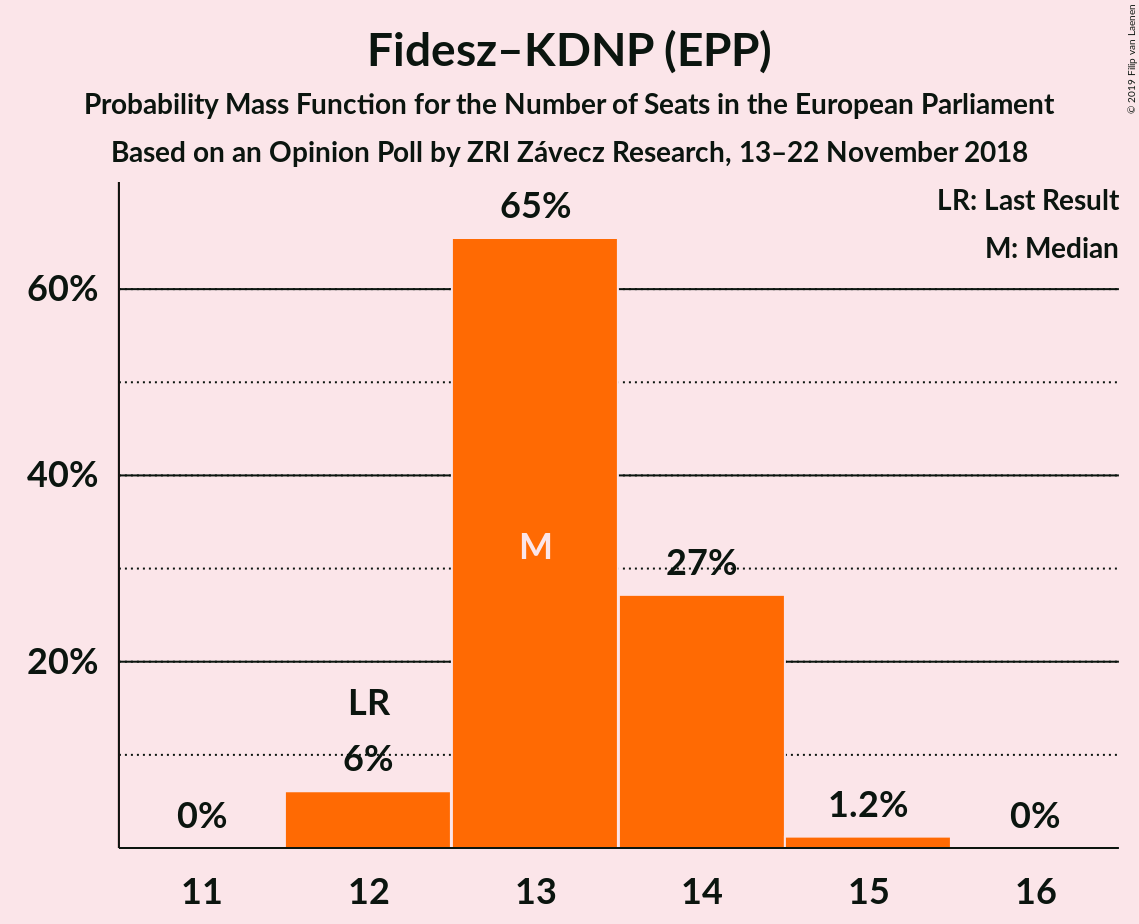 Fidesz–KDNP (EPP)
Probability Mass Function for the Number of Seats in the European Parliament
Based on an Opinion Poll by ZRI Závecz Research, 13–22 November 2018
© 2019 Filip van Laenen
LR: Last Result
M: Median
65%
60%
40%
M
27%
20%
LR
6%
0%
1.2%
0%
11 12 13 14 15 16